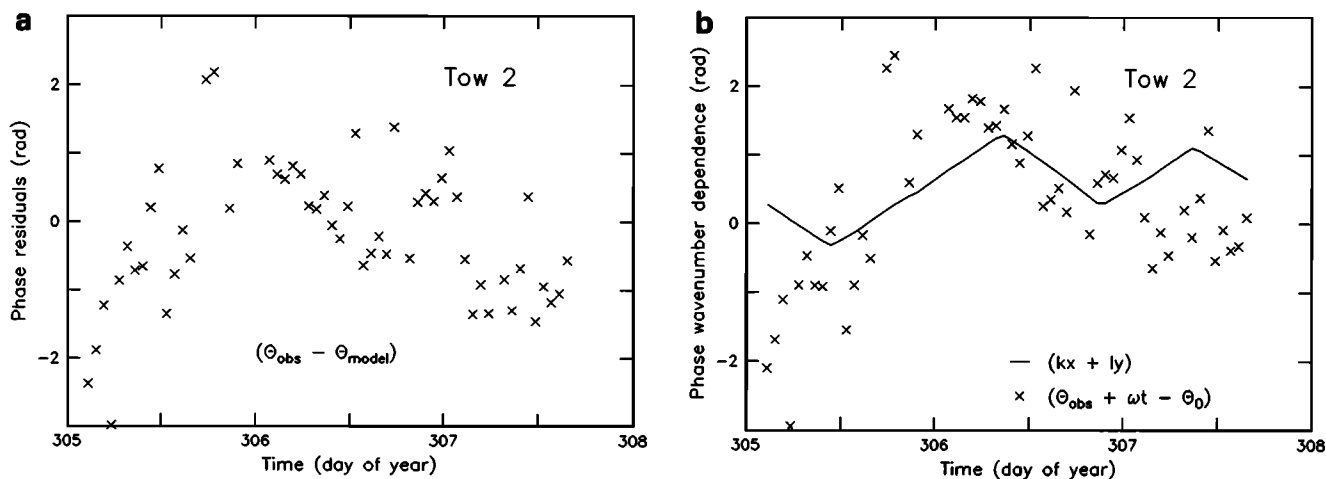 a
Tow 2
Phase residuals (rad)
2
0
-2
(Θobs − Θmodel)
305
306
307
308
Time (day of year)
b
Tow 2
Phase wavenumber dependence (rad)
2
0
-2
— (kx + ly)
× (Θobs + ωt − Θ0)
305
306
307
308
Time (day of year)